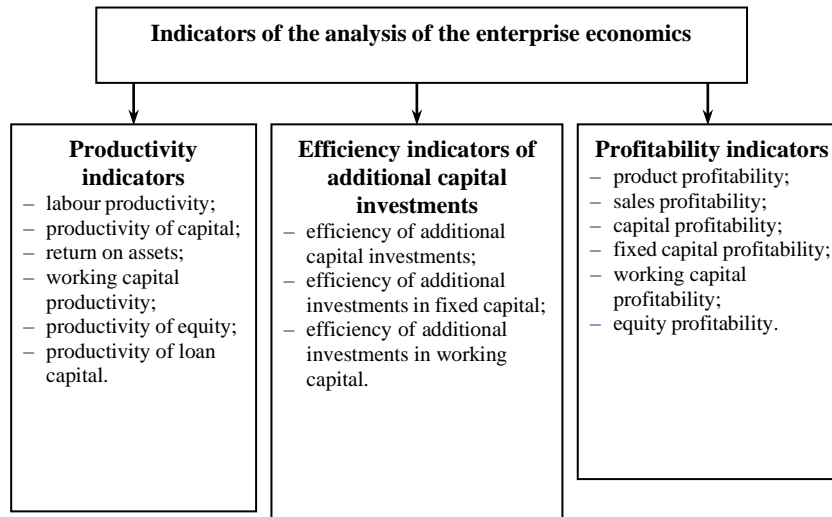 Indicators of the analysis of the enterprise economics
Productivity
indicators
– labour productivity;
– productivity of capital;
– return on assets;
– working capital
productivity;
– productivity of equity;
– productivity of loan
capital.
Efficiency indicators of
additional capital
investments
– efficiency of additional
capital investments;
– efficiency of additional
investments in fixed capital;
– efficiency of additional
investments in working
capital.
Profitability indicators
– product profitability;
– sales profitability;
– capital profitability;
– fixed capital profitability;
– working capital
profitability;
– equity profitability.